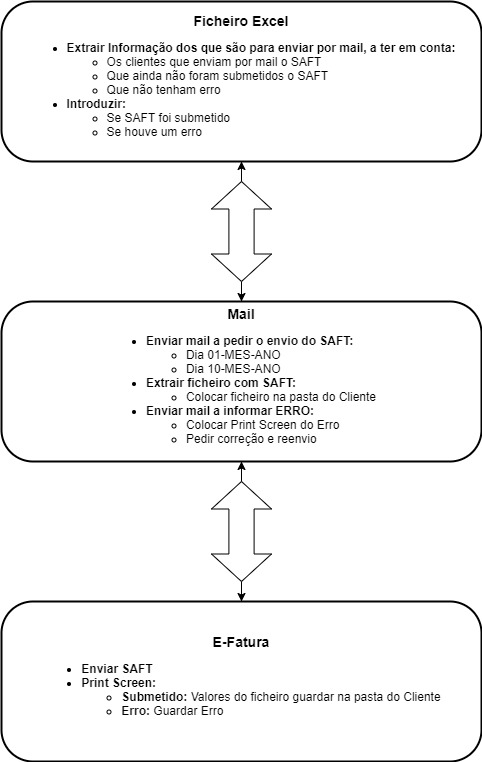 Ficheiro Excel
Extrair Informação dos que são para enviar por mail, a ter em conta:
Os clientes que enviam por mail o SAFT
Que ainda não foram submetidos o SAFT
Que não tenham erro
Introduzir:
Se SAFT foi submetido
Se houve um erro
Mail
Enviar mail a pedir o envio do SAFT:
Dia 01-MES-ANO
Dia 10-MES-ANO
Extrair ficheiro com SAFT:
Colocar ficheiro na pasta do Cliente
Enviar mail a informar ERRO:
Colocar Print Screen do Erro
Pedir correção e reenvio
E-Fatura
Enviar SAFT
Print Screen:
Submetido: Valores do ficheiro guardar na pasta do Cliente
Erro: Guardar Erro